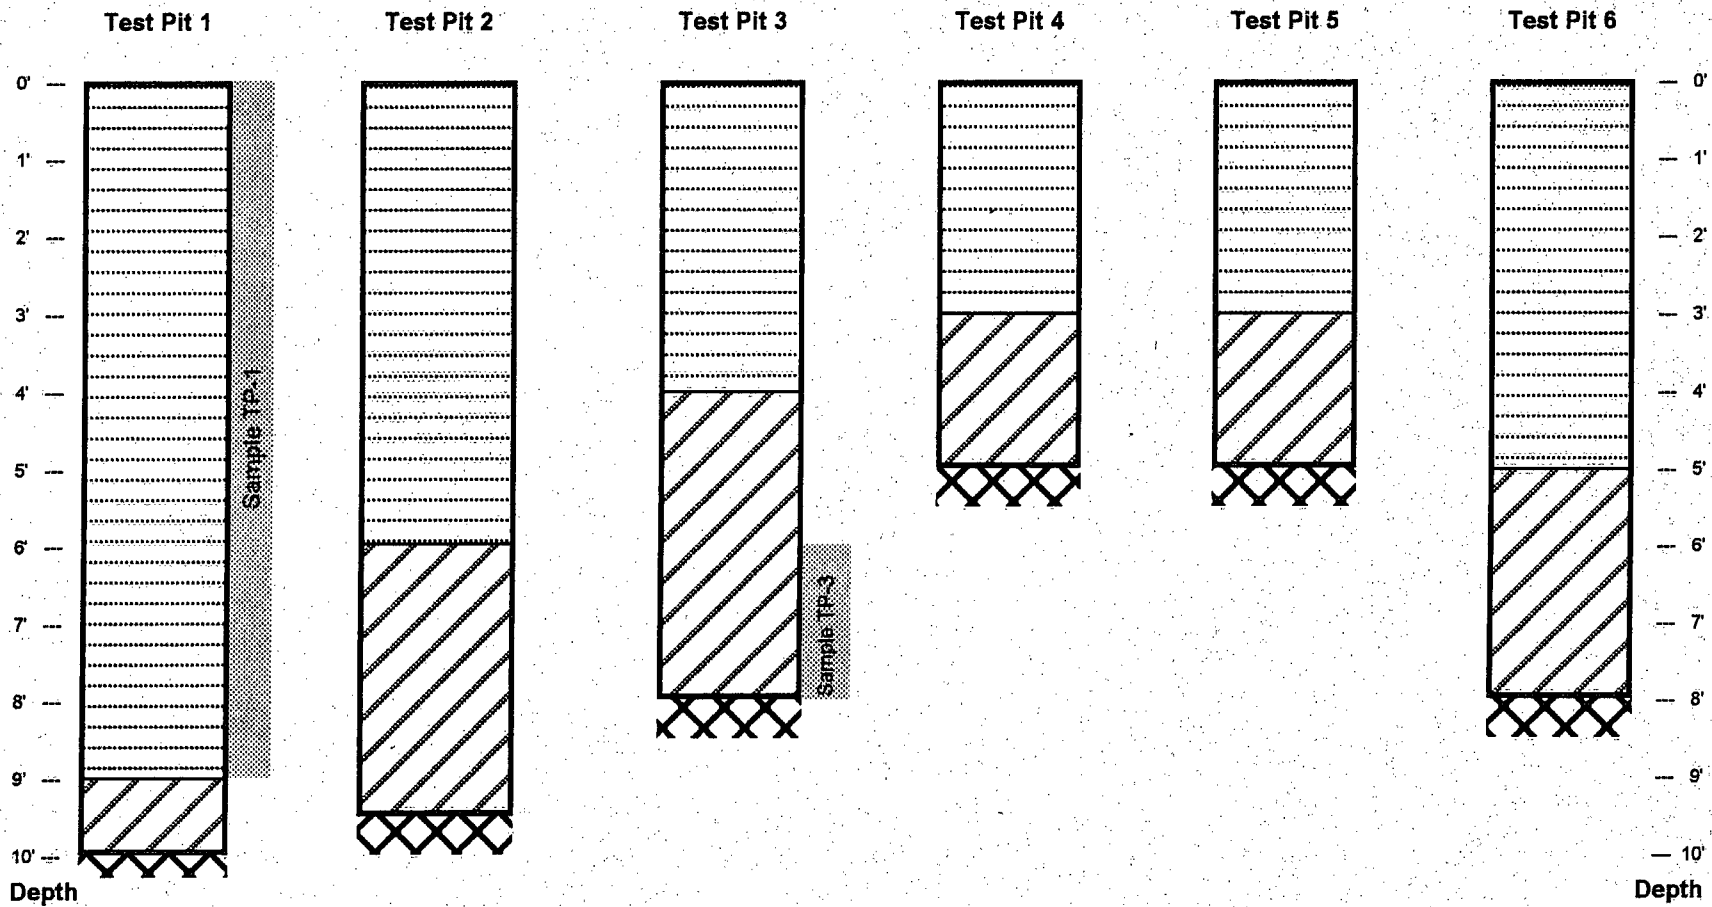 Test Pit 1 Test Pit 2 Test Pit 3 Test Pit 4 Test Pit 5 Test Pit 6
0' 0'
1' 1'
2' 2'
3' 3'
4' 4'
5' 5'
6' 6'
7' 7'
8' 8'
9' 9'
10' 10'
Depth Depth
Sample TP-1
Sample TP-3